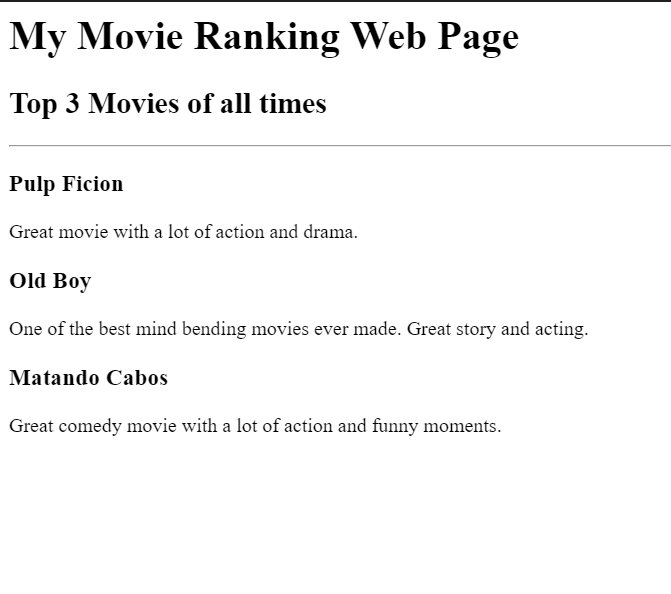 My Movie Ranking Web Page
Top 3 Movies of all times
Pulp Ficion
Great movie with a lot of action and drama.
Old Boy
One of the best mind bending movies ever made. Great story and acting.
Matando Cabos
Great comedy movie with a lot of action and funny moments.